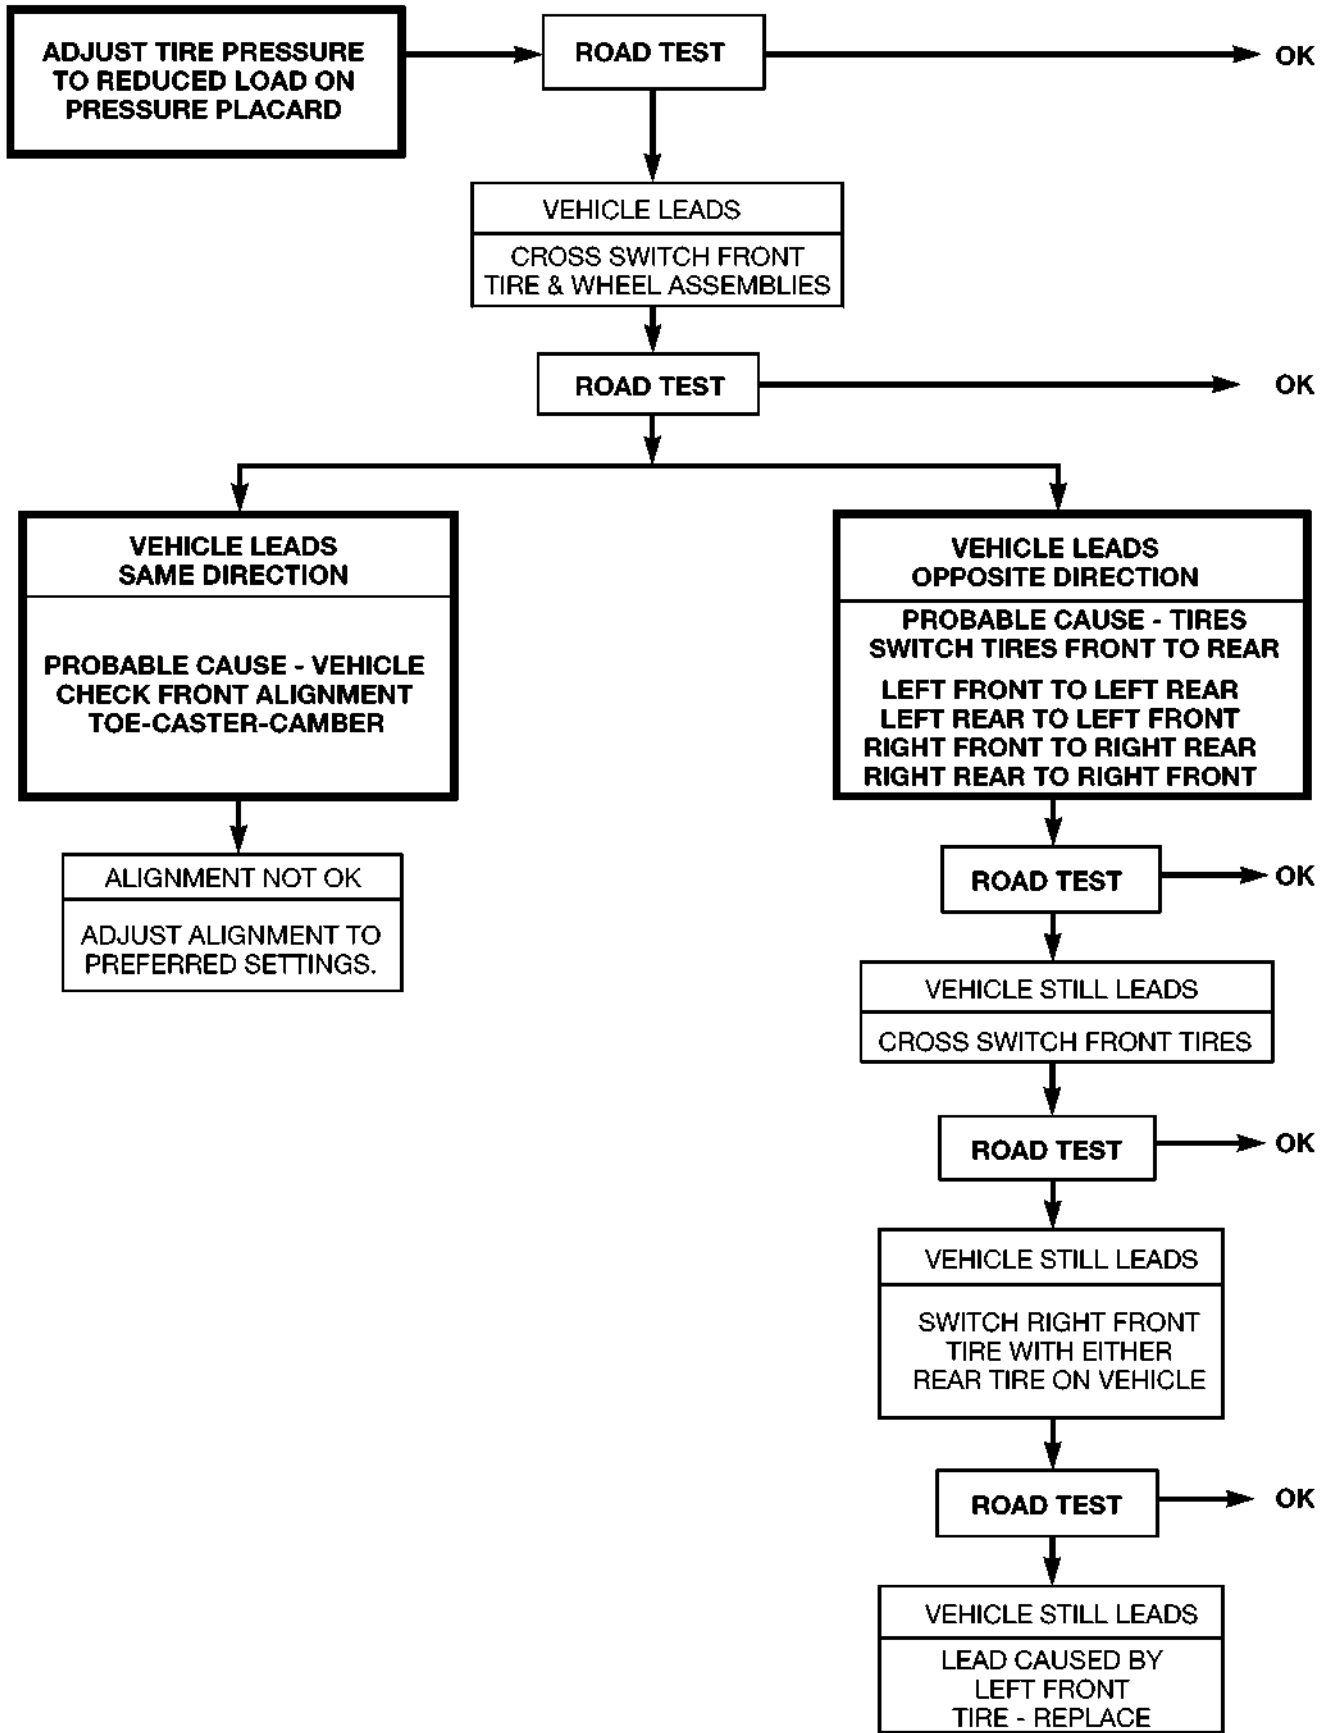 ADJUST TIRE PRESSURE
TO REDUCED LOAD ON
PRESSURE PLACARD
ROAD TEST
OK
VEHICLE LEADS
CROSS SWITCH FRONT
TIRE & WHEEL ASSEMBLIES
ROAD TEST
OK
VEHICLE LEADS
SAME DIRECTION
PROBABLE CAUSE - VEHICLE
CHECK FRONT ALIGNMENT
TOE-CASTER-CAMBER
ALIGNMENT NOT OK
ADJUST ALIGNMENT TO
PREFERRED SETTINGS.
VEHICLE LEADS
OPPOSITE DIRECTION
PROBABLE CAUSE - TIRES
SWITCH TIRES FRONT TO REAR
LEFT FRONT TO LEFT REAR
LEFT REAR TO LEFT FRONT
RIGHT FRONT TO RIGHT REAR
RIGHT REAR TO RIGHT FRONT
ROAD TEST
OK
VEHICLE STILL LEADS
CROSS SWITCH FRONT TIRES
ROAD TEST
OK
VEHICLE STILL LEADS
SWITCH RIGHT FRONT
TIRE WITH EITHER
REAR TIRE ON VEHICLE
ROAD TEST
OK
VEHICLE STILL LEADS
LEAD CAUSED BY
LEFT FRONT
TIRE - REPLACE